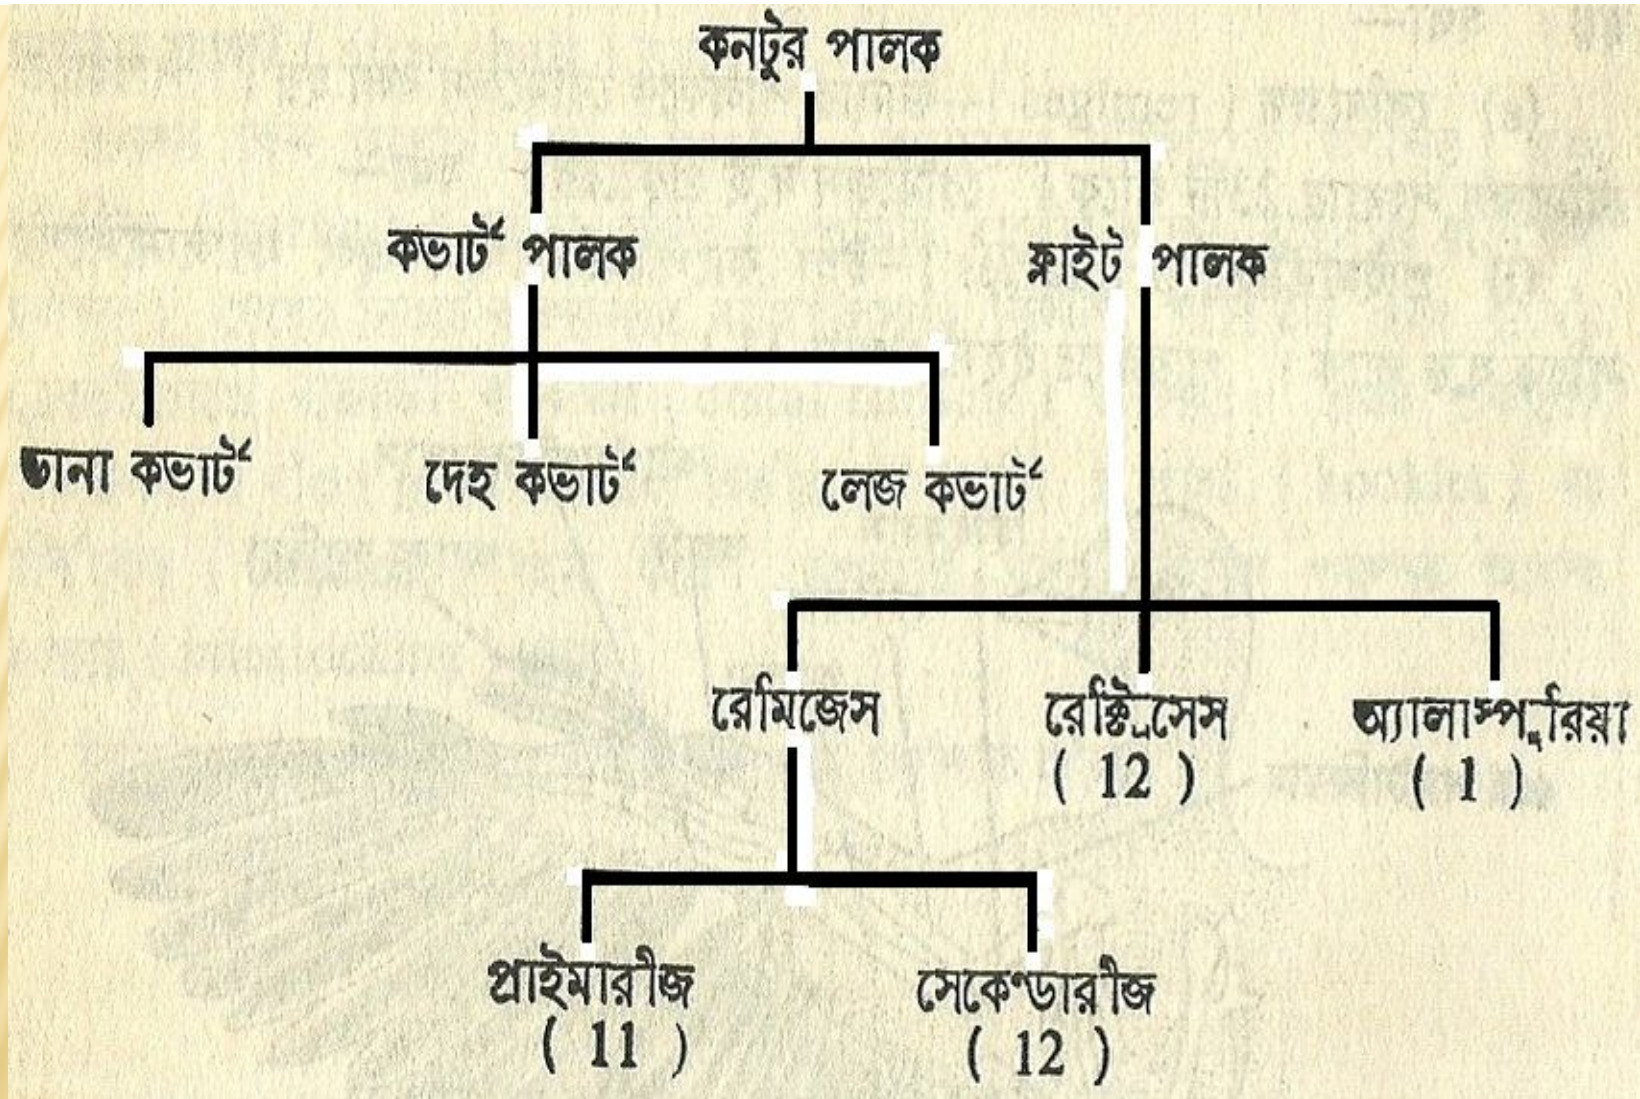 কনটুর পালক
কভার্ট পালক ফ্লাইট পালক
ডানা কভার্ট দেহ কভার্ট লেজ কভার্ট
রেমিজেস রেক্ট্রিসেস অ্যালাস্পুরিয়া
( 12 ) ( 1 )
প্রাইমারীজ সেকেন্ডারীজ
( 11 ) ( 12 )